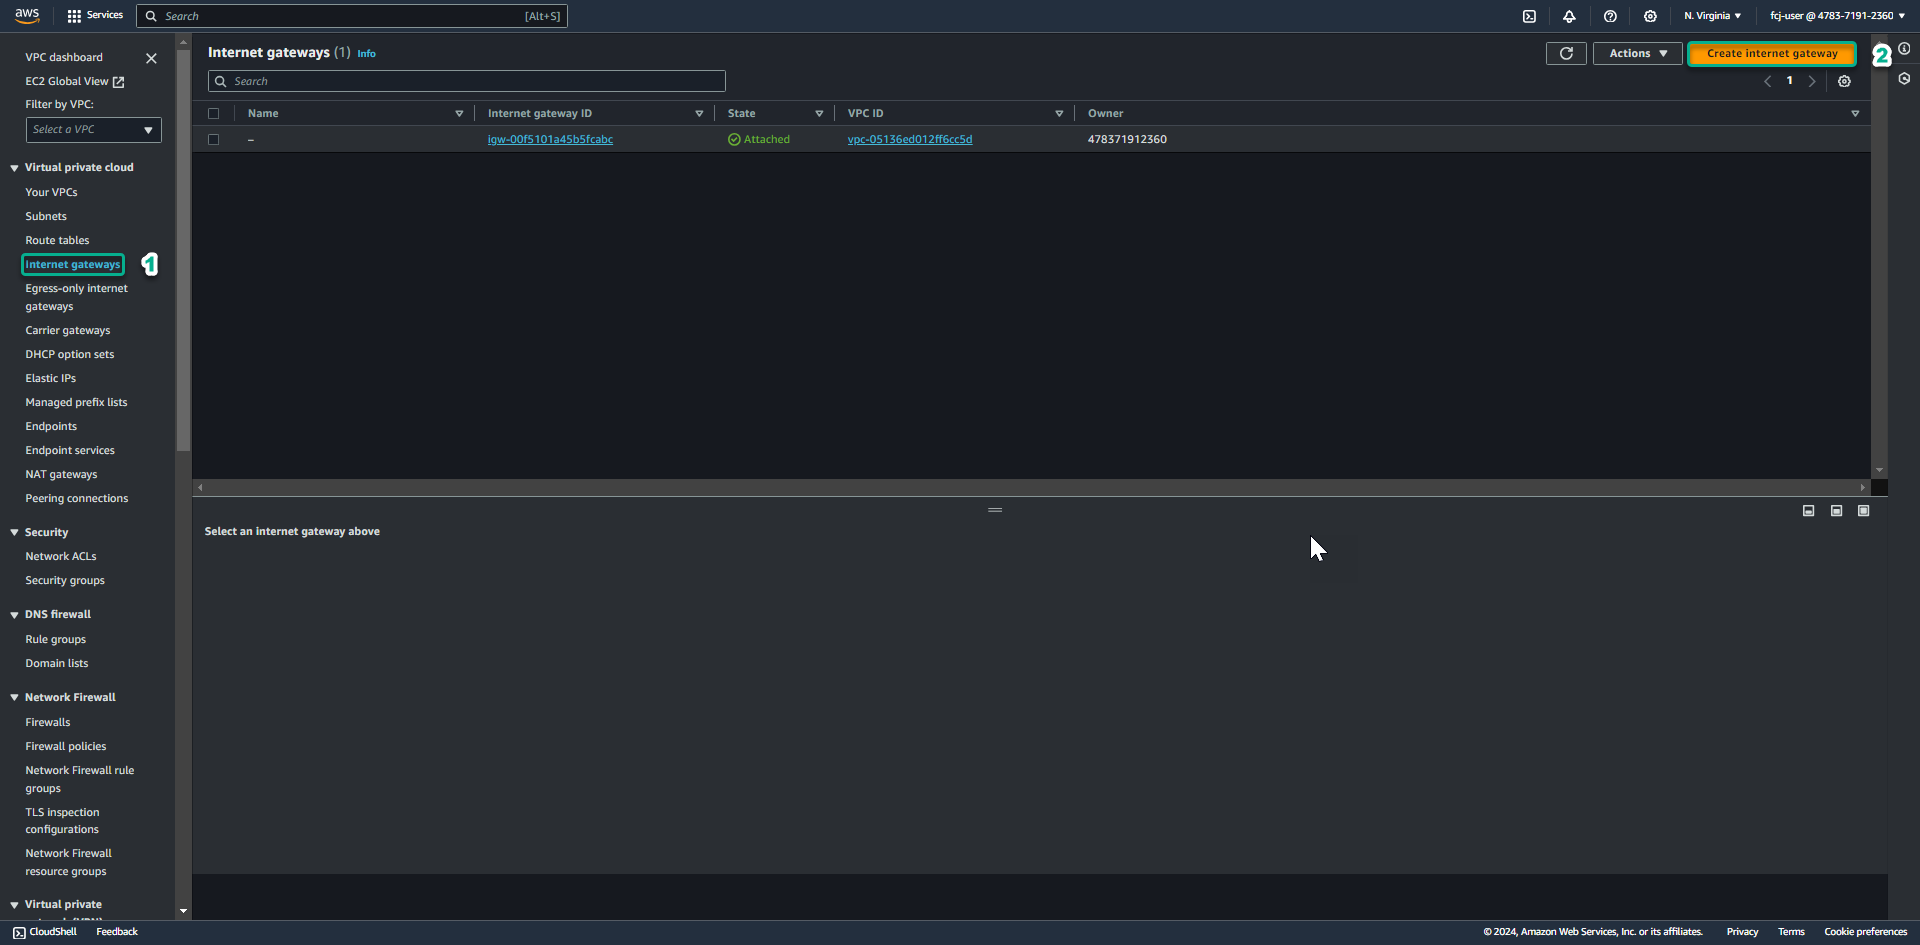 aws
Services
Search
[Alt+S]
N. Virginia
fcj-user @ 4783-7191-2360
VPC dashboard
EC2 Global View
Filter by VPC:
Select a VPC
Virtual private cloud
Your VPCs
Subnets
Route tables
Internet gateways
1
Egress-only internet
gateways
Carrier gateways
DHCP option sets
Elastic IPs
Managed prefix lists
Endpoints
Endpoint services
NAT gateways
Peering connections
Security
Network ACLs
Security groups
DNS firewall
Rule groups
Domain lists
Network Firewall
Firewalls
Firewall policies
Network Firewall rule
groups
TLS inspection
configurations
Network Firewall
resource groups
Virtual private
network (VPN)
Internet gateways (1) Info
Actions
Create internet gateway
2
Search
1
Name Internet gateway ID State VPC ID Owner
– igw-00f5101a45b5fcabc Attached vpc-05136ed012ff6cc5d 478371912360
Select an internet gateway above
CloudShell Feedback
© 2024, Amazon Web Services, Inc. or its affiliates. Privacy Terms Cookie preferences